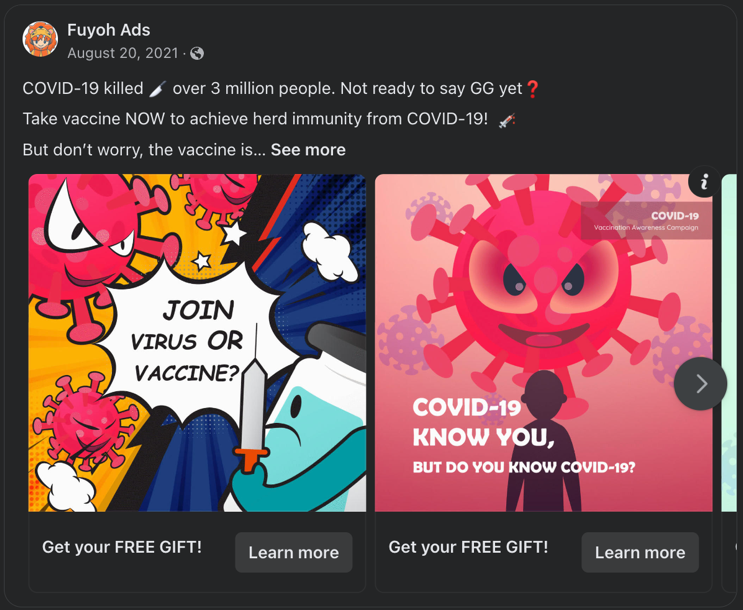 Fuyoh Ads
August 20, 2021 ·
COVID-19 killed 🔪 over 3 million people. Not ready to say GG yet❓
Take vaccine NOW to achieve herd immunity from COVID-19! 💉
But don’t worry, the vaccine is... See more
JOIN
VIRUS OR
VACCINE?
COVID-19
Vaccination Awareness Campaign
COVID-19
KNOW YOU,
BUT DO YOU KNOW COVID-19?
Get your FREE GIFT!
Learn more
Get your FREE GIFT!
Learn more